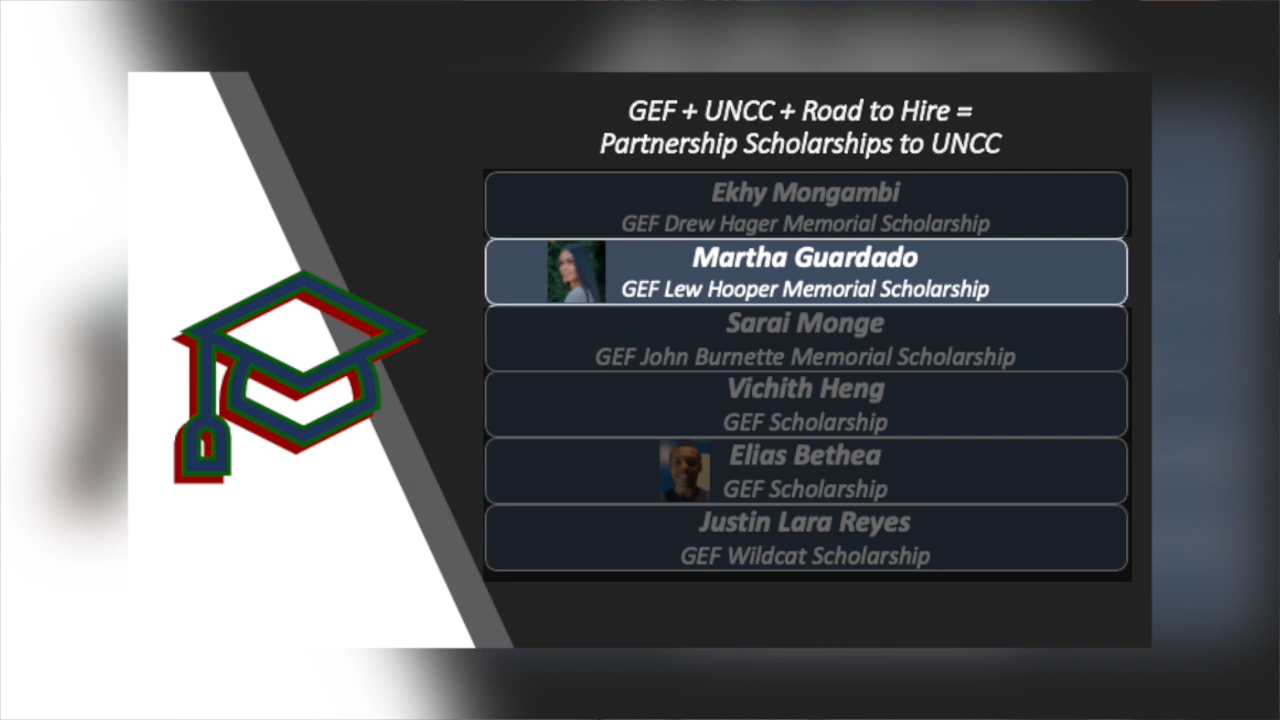 GEF + UNCC + Road to Hire =
Partnership Scholarships to UNCC
Ekhy Mongambi
GEF Drew Hager Memorial Scholarship
Martha Guardado
GEF Lew Hooper Memorial Scholarship
Sarai Monge
GEF John Burnette Memorial Scholarship
Vichith Heng
GEF Scholarship
Elias Bethea
GEF Scholarship
Justin Lara Reyes
GEF Wildcat Scholarship